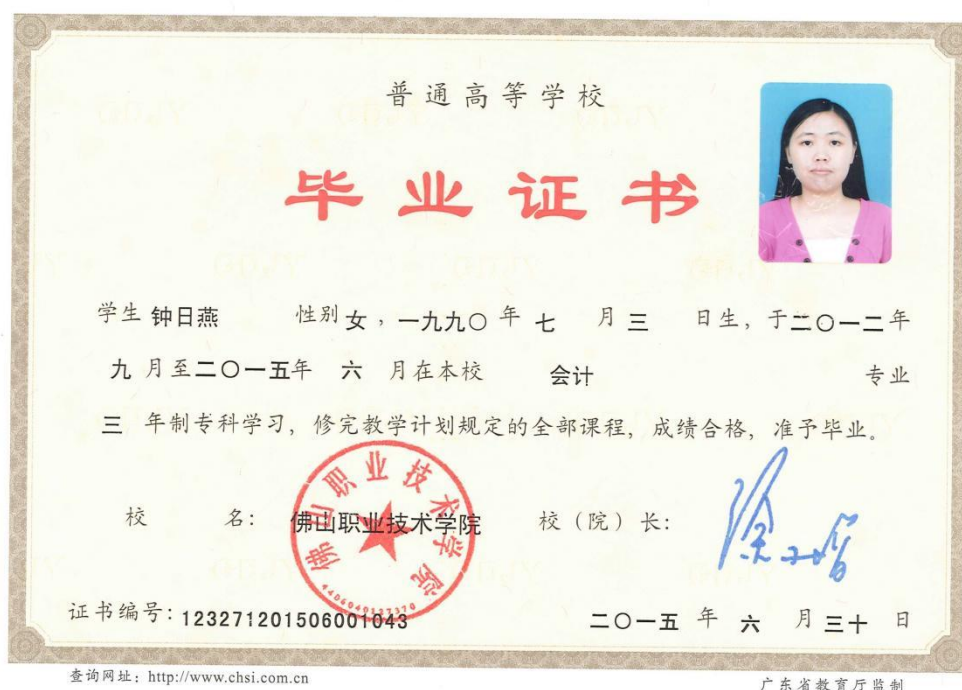 普通高等学校
毕业证书
学生 钟日燕 性别 女，一九九〇 年 七 月 三 日生，于二〇一二年
九 月至二〇一五年 六 月在本校 会计 专业
三 年制专科学习，修完教学计划规定的全部课程，成绩合格，准予毕业。
校 名： 佛山职业技术学院 校（院）长：
佛山职业技术学院
证书编号：123271201506001043 二〇一五 年 六 月 三十 日
查询网址：http://www.chsi.com.cn 广东省教育厅监制